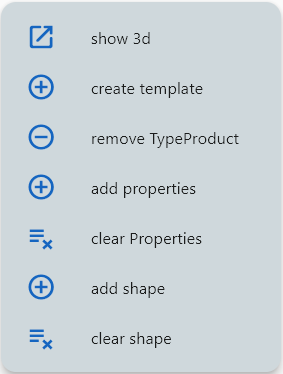 show 3d
create template
remove TypeProduct
add properties
clear Properties
add shape
clear shape